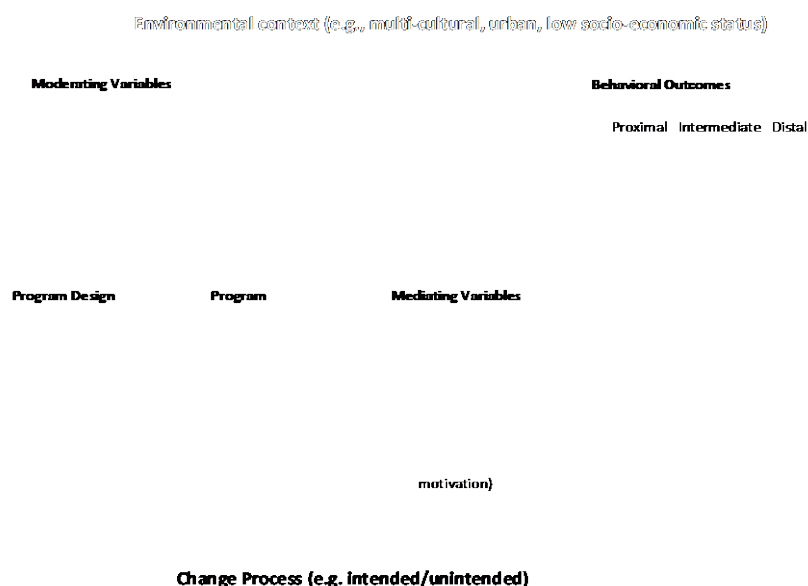 Environmental context (e.g., multi-cultural, urban, low socio-economic status)
Moderating Variables
Behavioral Outcomes
Proximal Intermediate Distal
Program Design
Program
Mediating Variables
motivation)
Change Process (e.g. intended/unintended)